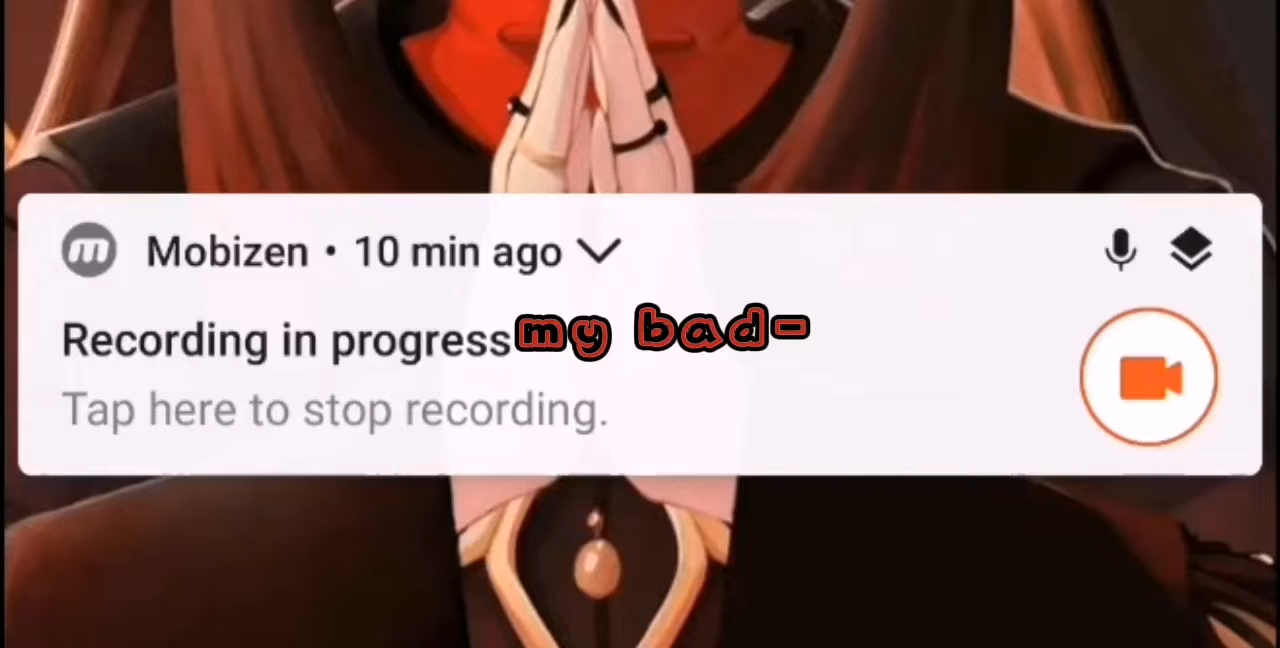 Mobizen • 10 min ago
Recording in progress my bad-
Tap here to stop recording.